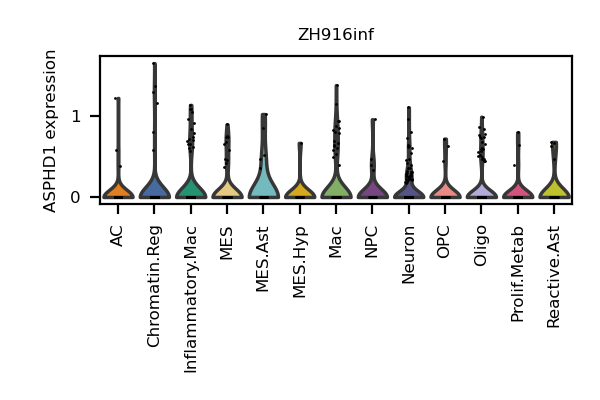 ZH916inf
ASPHD1 expression
1
0
AC
Chromatin.Reg
Inflammatory.Mac
MES
MES.Ast
MES.Hyp
Mac
NPC
Neuron
OPC
Oligo
Prolif.Metab
Reactive.Ast